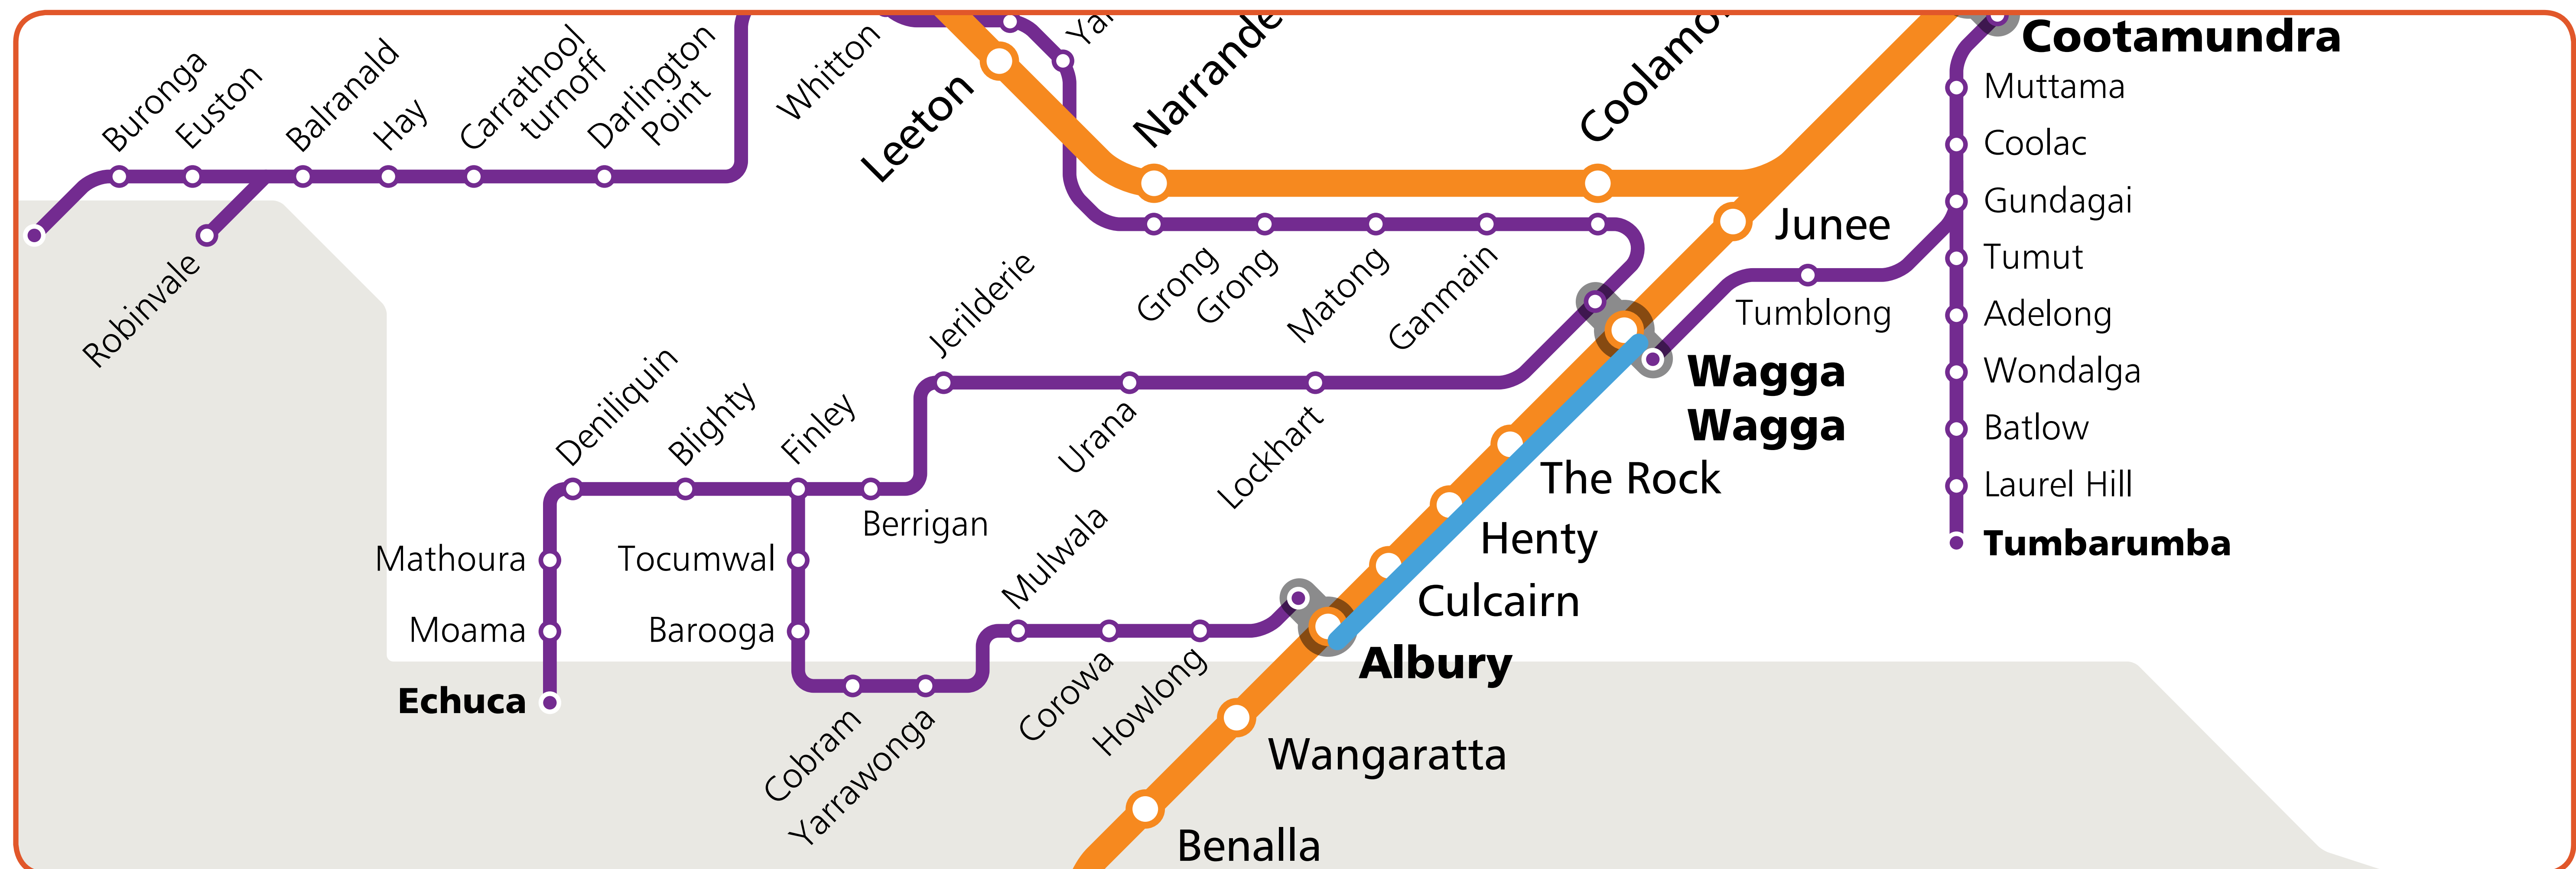 Buronga
Euston
Balranald
Hay
Carrathool
turnoff
Darlington
Point
Whitton
Leeton
Cootamundra
Muttama
Coolac
Gundagai
Tumut
Adelong
Wondalga
Batlow
Laurel Hill
Tumbarumba
Robinvale
Junee
Tumblong
Grong
Grong
Matong
Ganmain
Jerilderie
Wagga
Wagga
Urana
Lockhart
Deniliquin
Blighty
Finley
Berrigan
The Rock
Henty
Culcairn
Albury
Mathoura
Moama
Echuca
Tocumwal
Barooga
Mulwala
Cobram
Yarrawonga
Corowa
Howlong
Wangaratta
Benalla